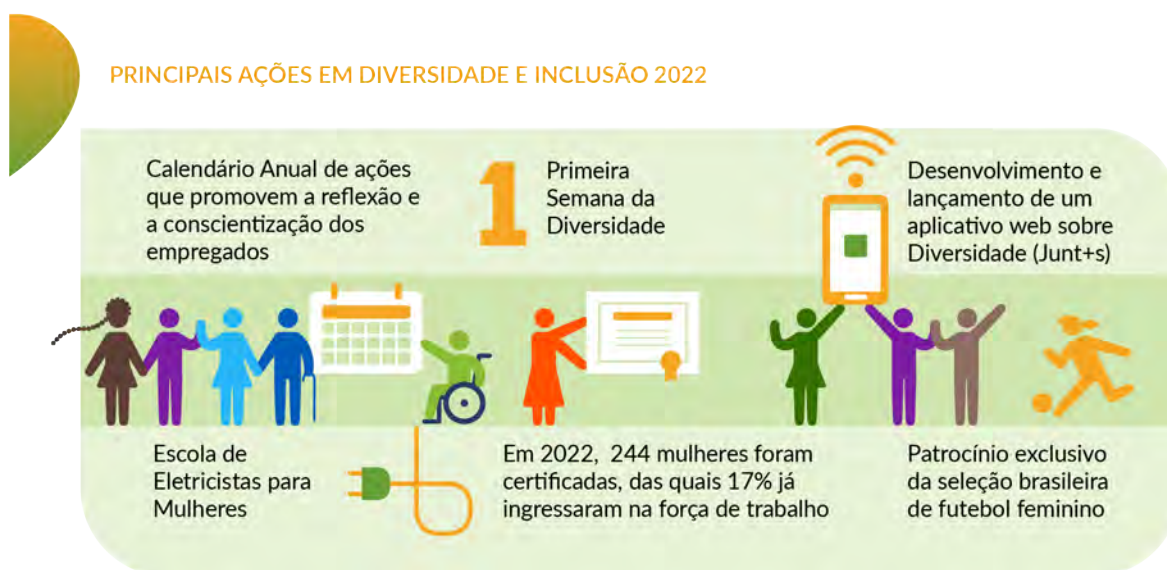 PRINCIPAIS AÇÕES EM DIVERSIDADE E INCLUSÃO 2022
Calendário Anual de ações
que promovem a reflexão e
a conscientização dos
empregados
1
Primeira
Semana da
Diversidade
Desenvolvimento e
lançamento de um
aplicativo web sobre
Diversidade (Junt+s)
Escola de
Eletricistas para
Mulheres
Em 2022, 244 mulheres foram
certificadas, das quais 17% já
ingressaram na força de trabalho
Patrocínio exclusivo
da seleção brasileira
de futebol feminino